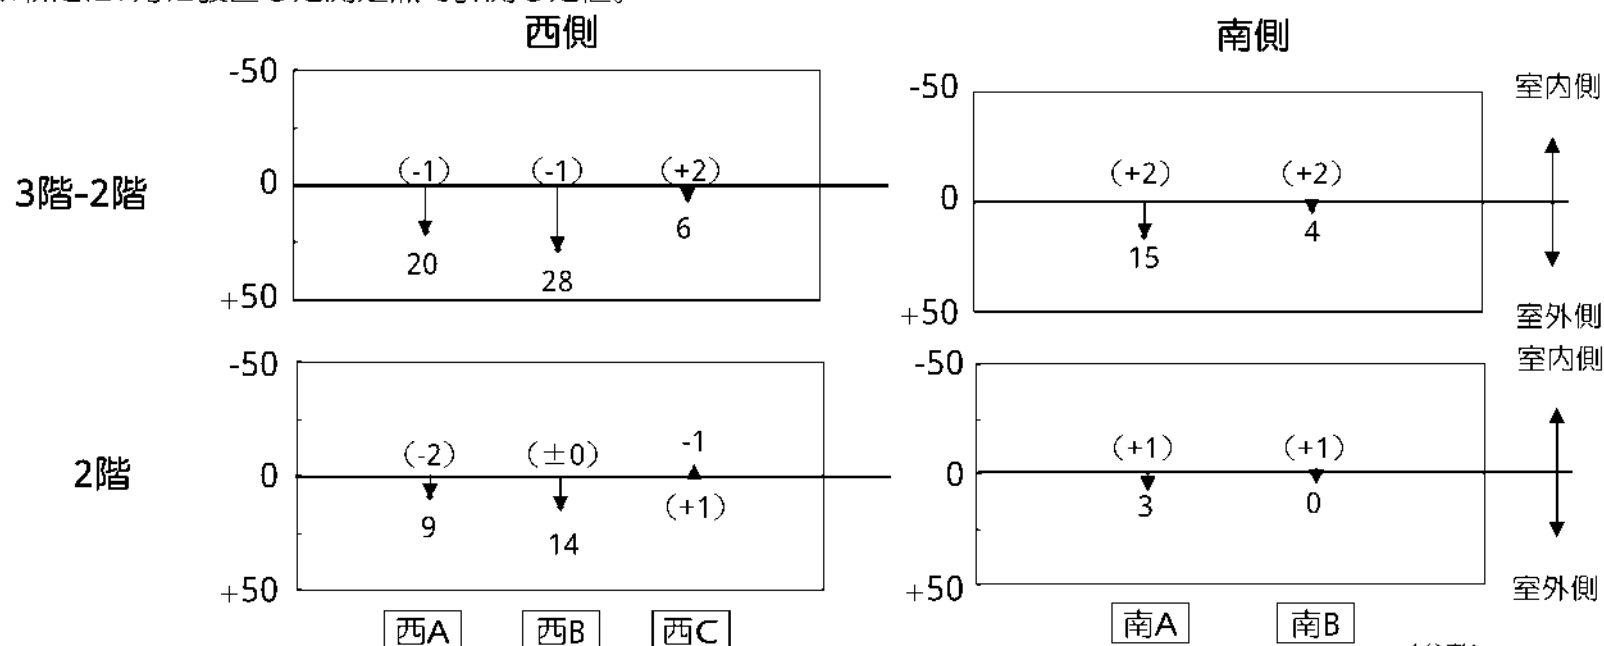 西側
-50
(-1) (-1) (+2)
3階-2階
0
20 28 6
+50
南側
-50
室内側
(+2) (+2)
0
15 4
+50
室外側
-50
(-2) (±0) -1
2階
0
9 14 (+1)
+50
西A 西B 西C
-50
室内側
(+1) (+1)
0
3 0
+50
室外側
南A 南B